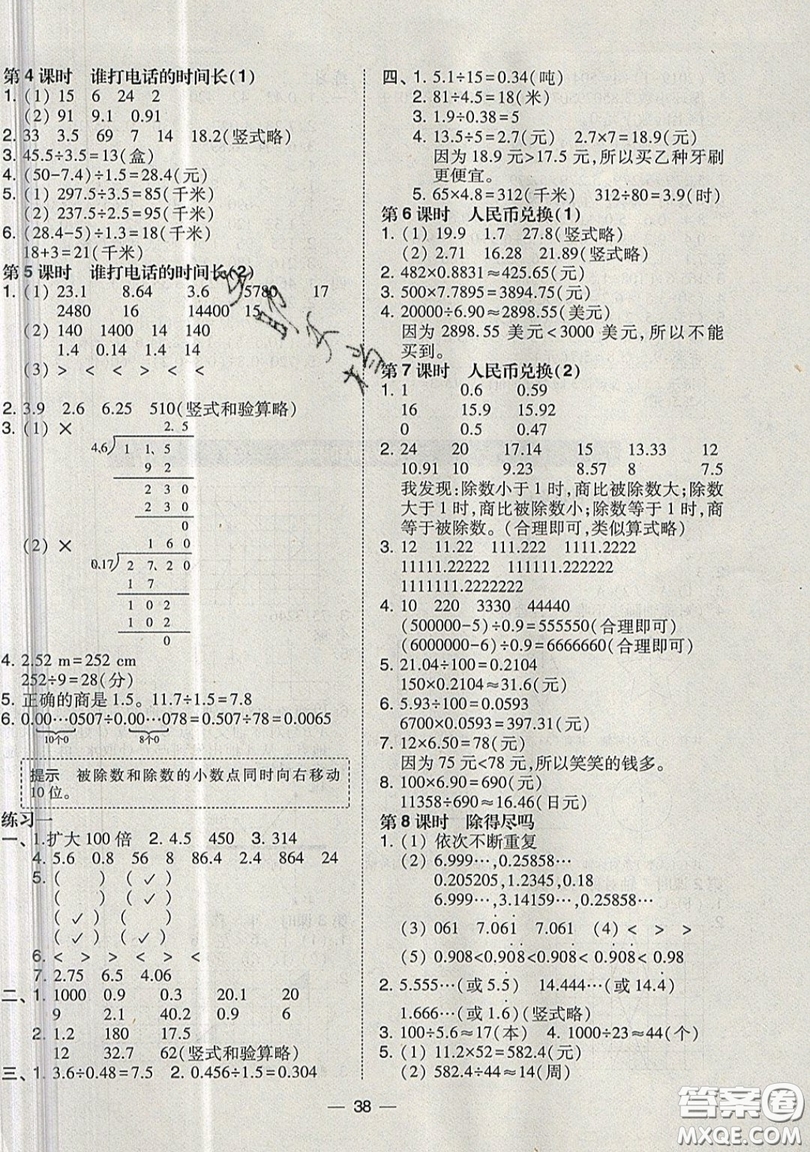 第4课时 谁打电话的时间长(1)
1. (1) 15 6 24 2
(2) 91 9.1 0.91
2. 33 3.5 69 7 14 18.2(竖式略)
3. 45.5÷3.5=13(盒)
4. (50-7.4)÷1.5=28.4(元)
5. (1) 297.5÷3.5=85(千米)
(2) 237.5÷2.5=95(千米)
6. (28.4-5)÷1.3=18(千米)
18+3=21(千米)
第5课时 谁打电话的时间长(2)
1. (1) 23.1 8.64 3.6 5785 17
2480 16 14400 15
(2) 140 1400 14 140
1.4 0.14 1.4 14
(3) > < > < > <
2. 3.9 2.6 6.25 510(竖式和验算略)
3. (1) ×
2.5
4.6 11.5
92
230
230
0
(2) ×
160
0.17 2720
17
102
102
0
4. 2.52 m=252 cm
252÷9=28(分)
5. 正确的商是1.5。11.7÷1.5=7.8
6. 0.00…0507÷0.00…078=0.507÷78=0.0065
10个0 8个0
提示 被除数和除数的小数点同时向右移动
10位。
练习一
一、1.扩大100倍 2. 4.5 450 3. 314
4. 5.6 0.8 56 8 86.4 2.4 864 24
5. ( ) ( ) (✓)
( ) (✓) ( )
(✓) (✓) ( )
( ) (✓) (✓)
6. < > < > < >
7. 2.75 6.5 4.06
二、1. 1000 0.9 0.3 20.1 20
9 2.1 40.2 0.9 6
2. 1.2 180 17.5
12 32.7 62(竖式和验算略)
三、1. 3.6÷0.48=7.5 2. 0.456÷1.5=0.304
四、1. 5.1÷15=0.34(吨)
2. 81÷4.5=18(米)
3. 1.9÷0.38=5
4. 13.5÷5=2.7(元) 2.7×7=18.9(元)
因为18.9元>17.5元,所以买乙种牙刷
更便宜。
5. 65×4.8=312(千米) 312÷80=3.9(时)
第6课时 人民币兑换(1)
1. (1) 19.9 1.7 27.8(竖式略)
(2) 2.71 16.28 21.89(竖式略)
2. 482×0.8831≈425.65(元)
3. 500×7.7895=3894.75(元)
4. 20000÷6.9≈2898.55(美元)
因为2898.55美元<3000美元,所以不能
买到。
第7课时 人民币兑换(2)
1. 1 0.6 0.59
16 15.9 15.92
0 0.5 0.47
2. 24 20 17.14 15 13.33 12
10.91 10 9.23 8.57 8 7.5
我发现:除数小于1时,商比被除数大;除数
大于1时,商比被除数小;除数等于1时,商
等于被除数。(合理即可,类似算式略)
3. 12 11.22 111.222 1111.2222
11111.22222 111111.222222
1111111.2222222
4. 10 220 3330 44440
(500000-5)÷0.9=555550(合理即可)
(6000000-6)÷0.9=6666660(合理即可)
5. 21.04÷100=0.2104
150×0.2104≈31.6(元)
6. 5.93÷100=0.0593
6700×0.0593=397.31(元)
7. 12×6.50=78(元)
因为75元<78元,所以笑笑的钱多。
8. 100×6.90=690(元)
11358÷690≈16.46(日元)
第8课时 除得尽吗
1. (1) 依次不断重复
(2) 6.999…,0.25858…
0.205205,1.2345,0.18
6.999…,3.14159…,0.25858…
(3) 061 7.0̇61̇ 7.061 (4) < > >
(5) 0.908<0.908̇<0.90̇8̇<0.9̇08̇
2. 5.555…(或5.5̇) 14.444…(或14.4̇)
1.666…(或1.6̇)(竖式略)
3. 100÷5.6≈17(本) 4. 1000÷23≈44(个)
5. (1) 11.2×52=582.4(元)
(2) 582.4÷44≈14(周)
38
答案圈
MXQE.COM